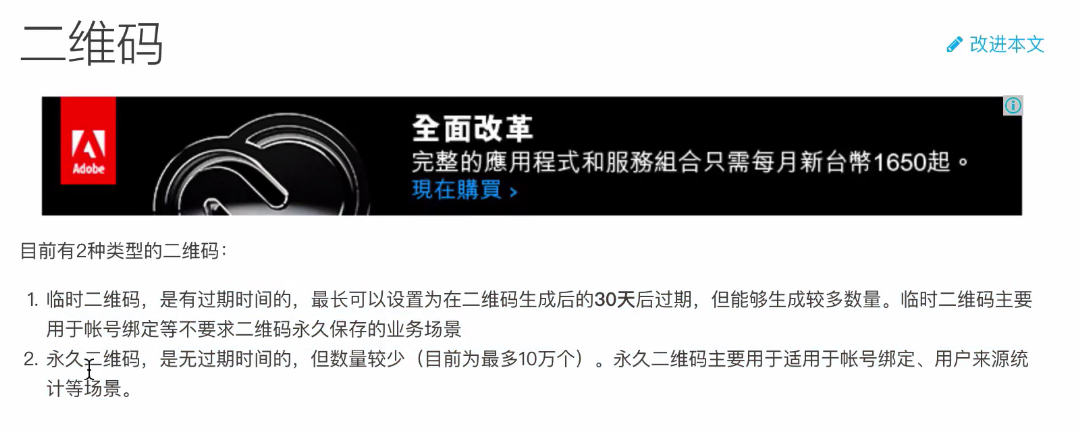 二维码
改进本文
全面改革
Adobe
完整的應用程式和服務組合只需每月新台幣1650起。
現在購買 >
目前有2种类型的二维码：
1. 临时二维码，是有过期时间的，最长可以设置为在二维码生成后的30天后过期，但能够生成较多数量。临时二维码主要
用于帐号绑定等不要求二维码永久保存的业务场景
2. 永久二维码，是无过期时间的，但数量较少（目前为最多10万个）。永久二维码主要用于适用于帐号绑定、用户来源统
计等场景。